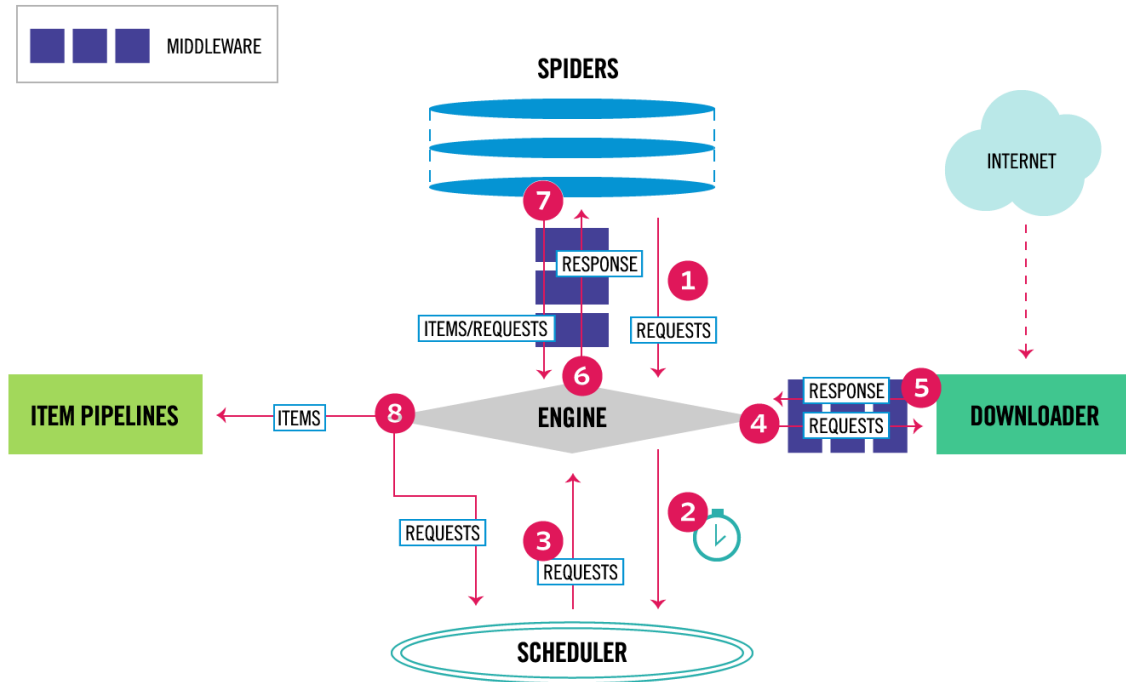 MIDDLEWARE
SPIDERS
INTERNET
7
RESPONSE
1
ITEMS/REQUESTS
REQUESTS
6
RESPONSE
5
ITEM PIPELINES
ITEMS
8
ENGINE
4
REQUESTS
DOWNLOADER
2
REQUESTS
3
REQUESTS
SCHEDULER